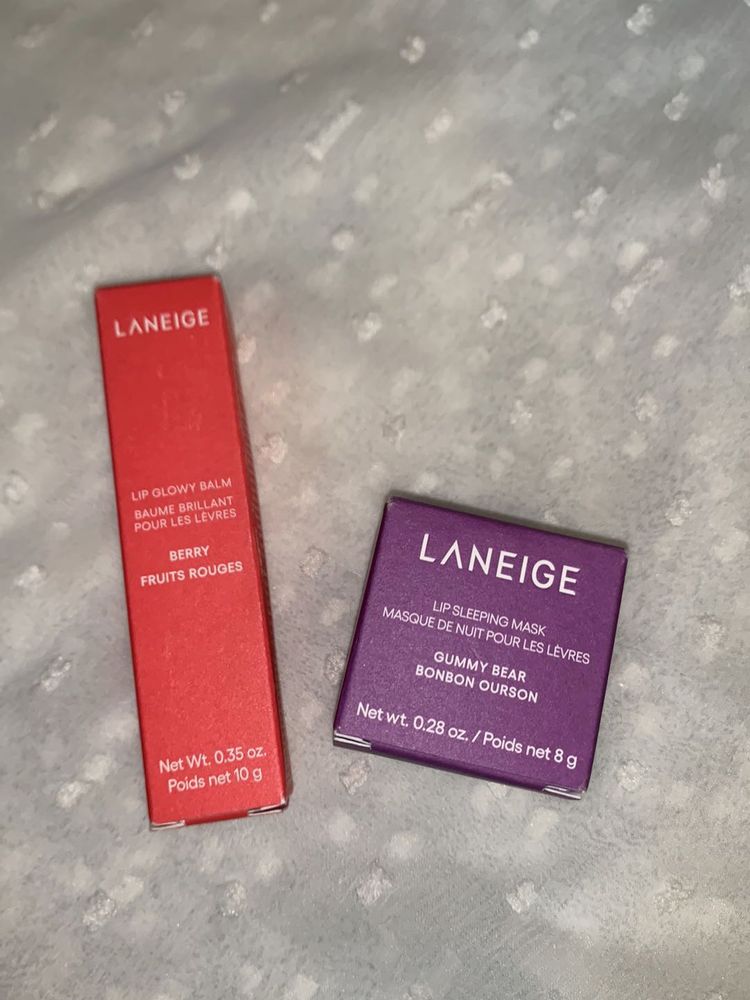 LANEIGE
LIP GLOWY BALM
BAUME BRILLANT
POUR LES LÈVRES
BERRY
FRUITS ROUGES
Net Wt. 0.35 oz.
Poids net 10 g
LANEIGE
LIP SLEEPING MASK
MASQUE DE NUIT POUR LES LÈVRES
GUMMY BEAR
BONBON OURSON
Net wt. 0.28 oz. / Poids net 8 g